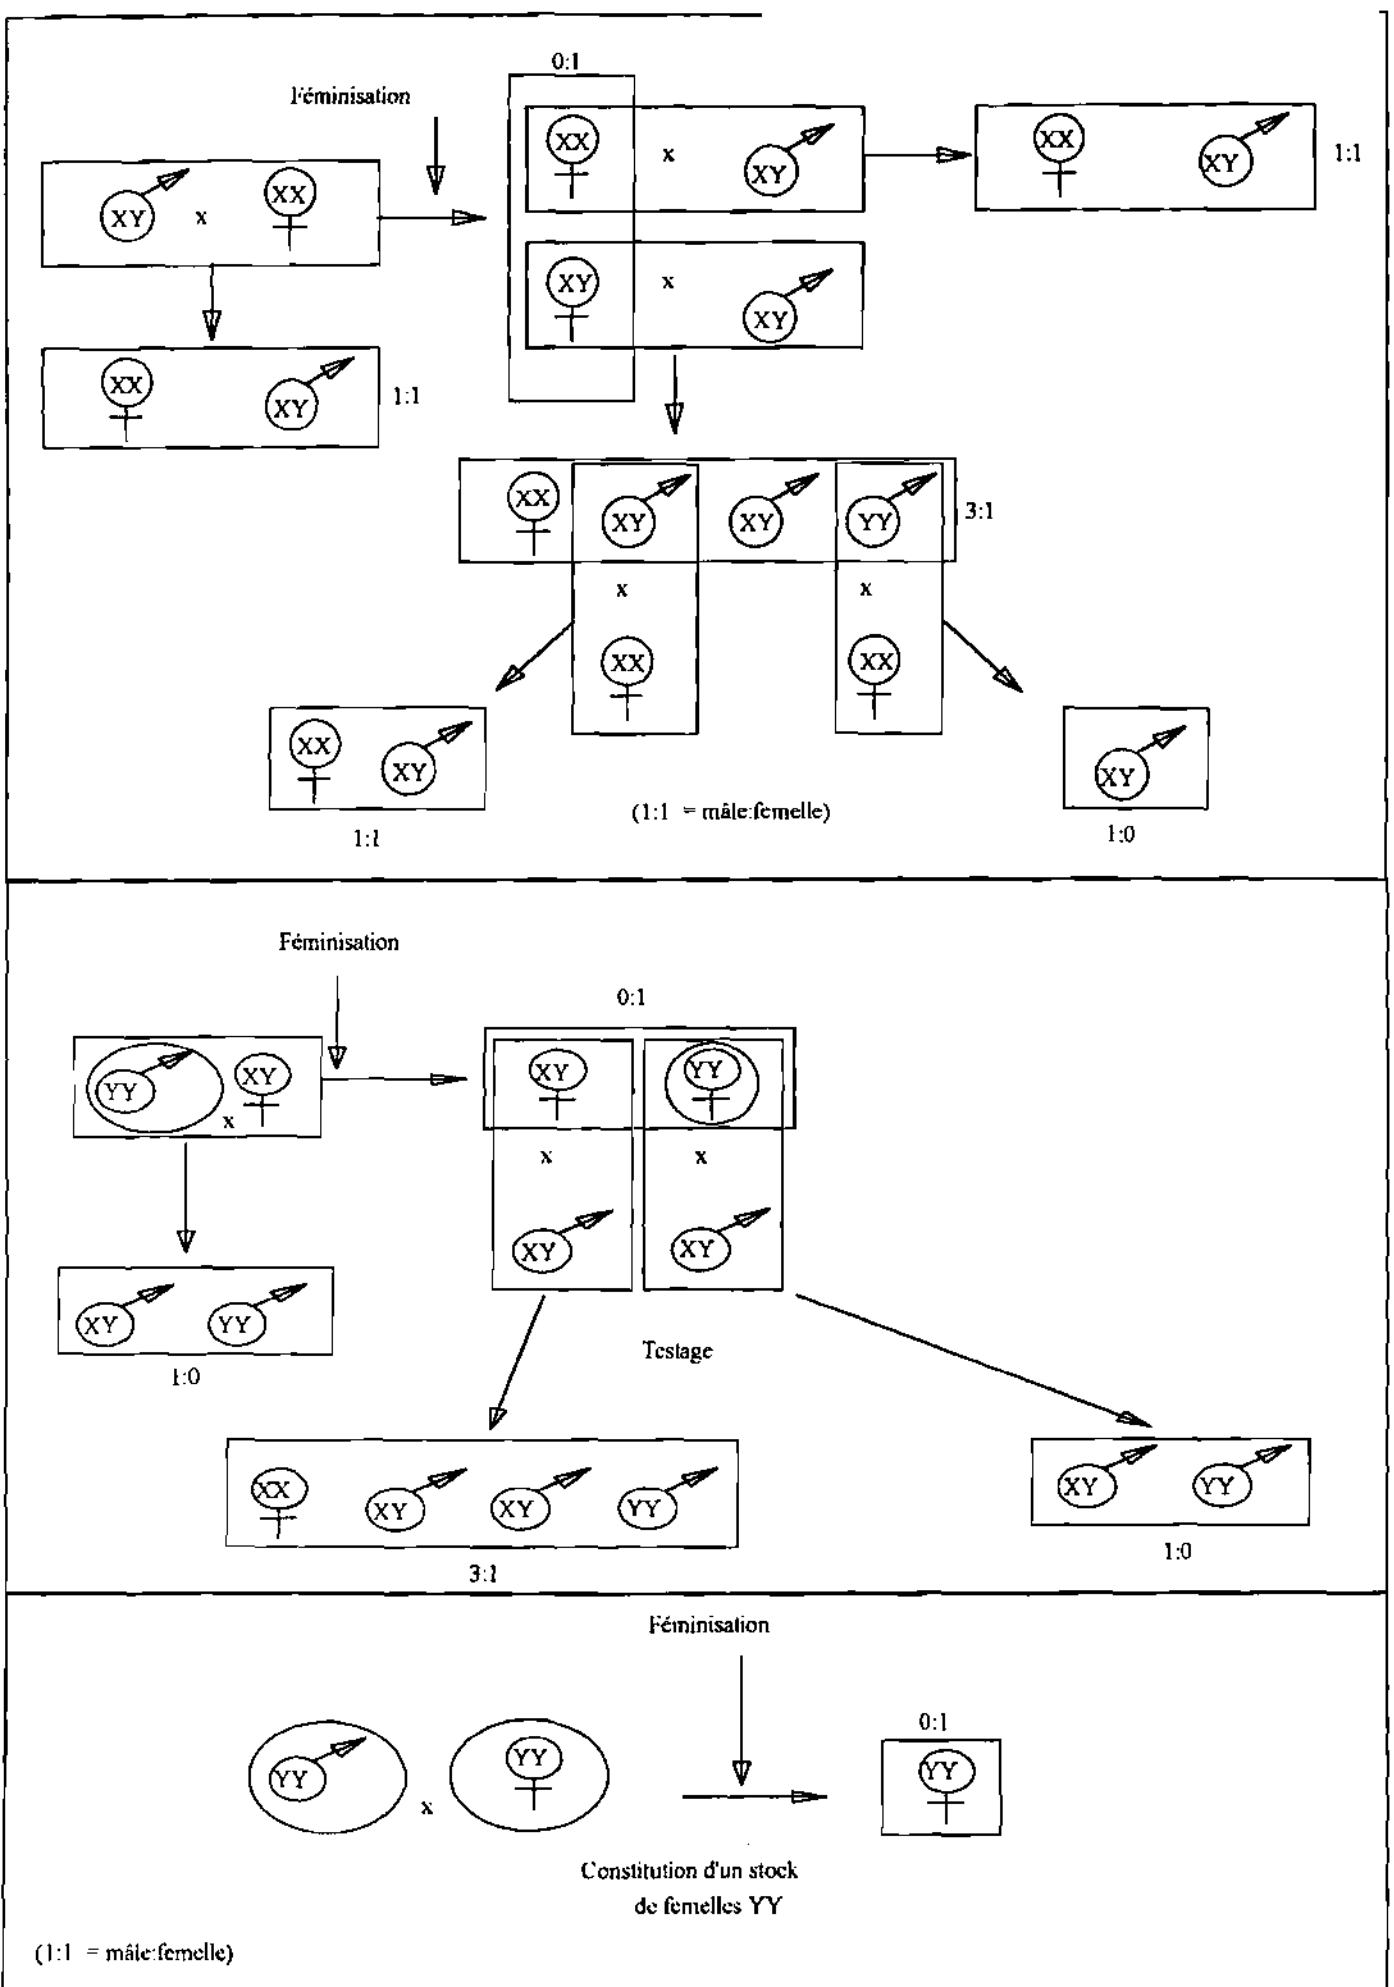 0:1
Féminisation
XX x XY
XX XY 1:1
XY x XX
XY x XY
XX XY 1:1
XX XY XY YY 3:1
x x
XX XX
XX XY
XY
(1:1 = mâle:femelle)
1:1
1:0
Féminisation
0:1
YY x XY
XY YY
x x
XY XY
XY YY
Testage
1:0
XX XY XY YY
XY YY
1:0
3:1
Féminisation
0:1
YY x YY
YY
Constitution d'un stock
de femelles YY
(1:1 = mâle:femelle)